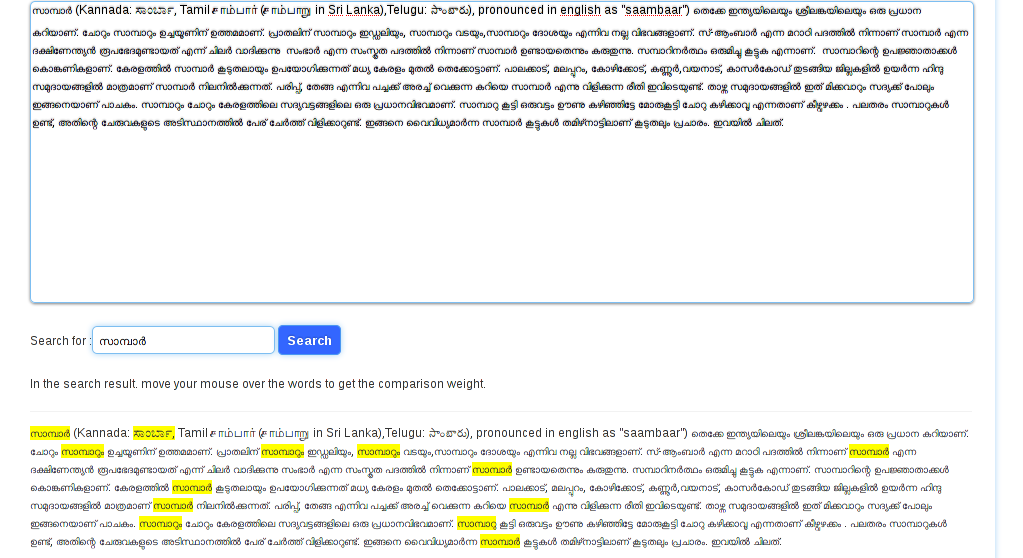 സാമ്പാർ (Kannada: ಸಾಂಬಾರ್, Tamil சாம்பார் (சாம்பாறு in Sri Lanka),Telugu: సాంబారు), pronounced in english as "saambaar") തെക്കേ ഇന്ത്യയിലെയും ശ്രീലങ്കയിലെയും ഒരു പ്രധാന
കറിയാണ്. ചോറും സാമ്പാറും ഉച്ചയൂണിന് ഉത്തമമാണ്. പ്രാതലിന് സാമ്പാറും ഇഡ്ഡലിയും, സാമ്പാറും വടയും,സാമ്പാറും ദോശയും എന്നിവ നല്ല വിഭവങ്ങളാണ്. സ്-ആംബാർ എന്ന മറാഠി പദത്തിൽ നിന്നാണ് സാമ്പാർ എന്ന
ദക്ഷിണേന്ത്യൻ രൂപഭേദമുണ്ടായത് എന്ന് ചിലർ വാദിക്കുന്നു സംഭാർ എന്ന സംസ്കൃത പദത്തിൽ നിന്നാണ് സാമ്പാർ ഉണ്ടായതെന്നും കരുതുന്നു. സമ്പാറിനർത്ഥം ഒരുമിച്ചു കൂട്ടുക എന്നാണ്. സാമ്പാറിന്റെ ഉപജ്ഞാതാക്കൾ
കൊങ്കണികളാണ്. കേരളത്തിൽ സാമ്പാർ കൂടുതലായും ഉപയോഗിക്കുന്നത് മധ്യ കേരളം മുതൽ തെക്കോട്ടാണ്. പാലക്കാട്, മലപ്പുറം, കോഴിക്കോട്, കണ്ണൂർ,വയനാട്, കാസർകോഡ് തുടങ്ങിയ ജില്ലകളിൽ ഉയർന്ന ഹിന്ദു
സമുദായങ്ങളിൽ മാത്രമാണ് സാമ്പാർ നിലനിൽക്കുന്നത്. പരിപ്പ്, തേങ്ങ എന്നിവ പച്ചക്ക് അരച്ച് വെക്കുന്ന കറിയെ സാമ്പാർ എന്നു വിളിക്കുന്ന രീതി ഇവിടെയുണ്ട്. താഴ്ന്ന സമുദായങ്ങളിൽ ഇത് മിക്കവാറും സദ്യക്ക് പോലും
ഇങ്ങനെയാണ് പാചകം. സാമ്പാറും ചോറും കേരളത്തിലെ സദ്യവട്ടങ്ങളിലെ ഒരു പ്രധാനവിഭവമാണ്. സാമ്പാറു കൂട്ടി ഒരുവട്ടം ഊണു കഴിഞ്ഞിട്ടേ മോരുകൂട്ടി ചോറു കഴിക്കാവൂ എന്നതാണ് കീഴ്വഴക്കം . പലതരം സാമ്പാറുകൾ
ഉണ്ട്, അതിന്റെ ചേരുവകളുടെ അടിസ്ഥാനത്തിൽ പേര് ചേർത്ത് വിളിക്കാറുണ്ട്. ഇങ്ങനെ വൈവിധ്യമാർന്ന സാമ്പാർ കൂട്ടുകൾ തമിഴ്നാട്ടിലാണ് കൂടുതലും പ്രചാരം. ഇവയിൽ ചിലത്.
Search for : സാമ്പാർ Search
In the search result. move your mouse over the words to get the comparison weight.
സാമ്പാർ (Kannada: ಸಾಂಬಾರ್, Tamil சாம்பார் (சாம்பாறு in Sri Lanka),Telugu: సాంబారు), pronounced in english as "saambaar") തെക്കേ ഇന്ത്യയിലെയും ശ്രീലങ്കയിലെയും ഒരു പ്രധാന കറിയാണ്.
ചോറും സാമ്പാറും ഉച്ചയൂണിന് ഉത്തമമാണ്. പ്രാതലിന് സാമ്പാറും ഇഡ്ഡലിയും, സാമ്പാറും വടയും,സാമ്പാറും ദോശയും എന്നിവ നല്ല വിഭവങ്ങളാണ്. സ്-ആംബാർ എന്ന മറാഠി പദത്തിൽ നിന്നാണ് സാമ്പാർ എന്ന
ദക്ഷിണേന്ത്യൻ രൂപഭേദമുണ്ടായത് എന്ന് ചിലർ വാദിക്കുന്നു സംഭാർ എന്ന സംസ്കൃത പദത്തിൽ നിന്നാണ് സാമ്പാർ ഉണ്ടായതെന്നും കരുതുന്നു. സമ്പാറിനർത്ഥം ഒരുമിച്ചു കൂട്ടുക എന്നാണ്. സാമ്പാറിന്റെ ഉപജ്ഞാതാക്കൾ
കൊങ്കണികളാണ്. കേരളത്തിൽ സാമ്പാർ കൂടുതലായും ഉപയോഗിക്കുന്നത് മധ്യ കേരളം മുതൽ തെക്കോട്ടാണ്. പാലക്കാട്, മലപ്പുറം, കോഴിക്കോട്, കണ്ണൂർ,വയനാട്, കാസർകോഡ് തുടങ്ങിയ ജില്ലകളിൽ ഉയർന്ന ഹിന്ദു
സമുദായങ്ങളിൽ മാത്രമാണ് സാമ്പാർ നിലനിൽക്കുന്നത്. പരിപ്പ്, തേങ്ങ എന്നിവ പച്ചക്ക് അരച്ച് വെക്കുന്ന കറിയെ സാമ്പാർ എന്നു വിളിക്കുന്ന രീതി ഇവിടെയുണ്ട്. താഴ്ന്ന സമുദായങ്ങളിൽ ഇത് മിക്കവാറും സദ്യക്ക് പോലും
ഇങ്ങനെയാണ് പാചകം. സാമ്പാറും ചോറും കേരളത്തിലെ സദ്യവട്ടങ്ങളിലെ ഒരു പ്രധാനവിഭവമാണ്. സാമ്പാറു കൂട്ടി ഒരുവട്ടം ഊണു കഴിഞ്ഞിട്ടേ മോരുകൂട്ടി ചോറു കഴിക്കാവൂ എന്നതാണ് കീഴ്വഴക്കം . പലതരം സാമ്പാറുകൾ
ഉണ്ട്, അതിന്റെ ചേരുവകളുടെ അടിസ്ഥാനത്തിൽ പേര് ചേർത്ത് വിളിക്കാറുണ്ട്. ഇങ്ങനെ വൈവിധ്യമാർന്ന സാമ്പാർ കൂട്ടുകൾ തമിഴ്നാട്ടിലാണ് കൂടുതലും പ്രചാരം. ഇവയിൽ ചിലത്.